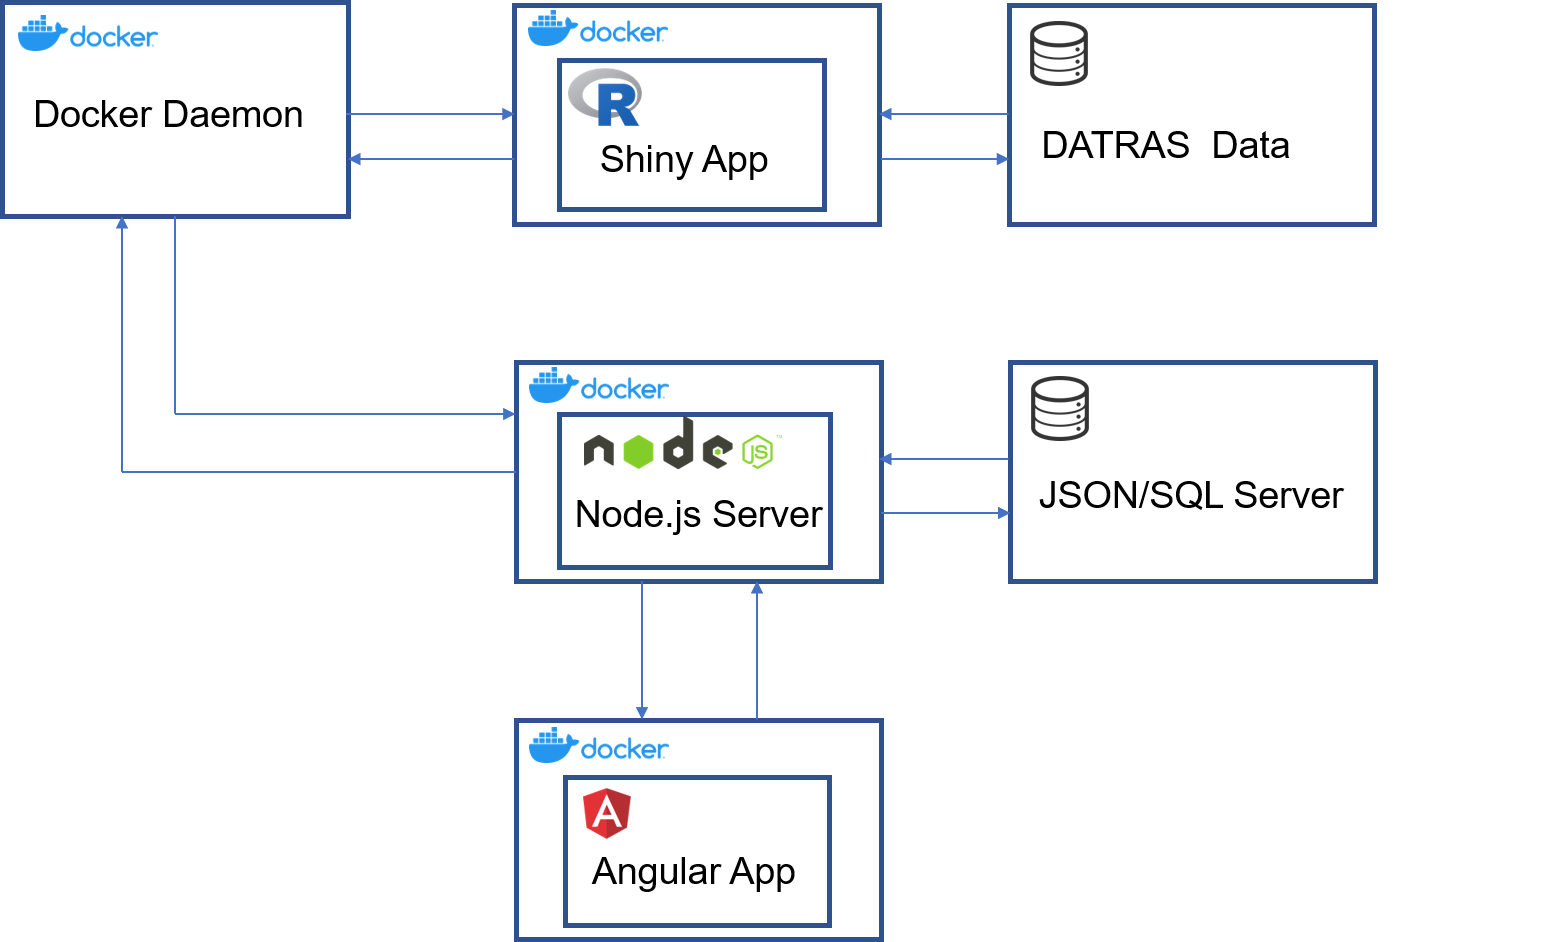 docker
Docker Daemon
docker
R
Shiny App
DATRAS  Data
docker
node
JS
TM
Node.js Server
JSON/SQL Server
docker
A
Angular App